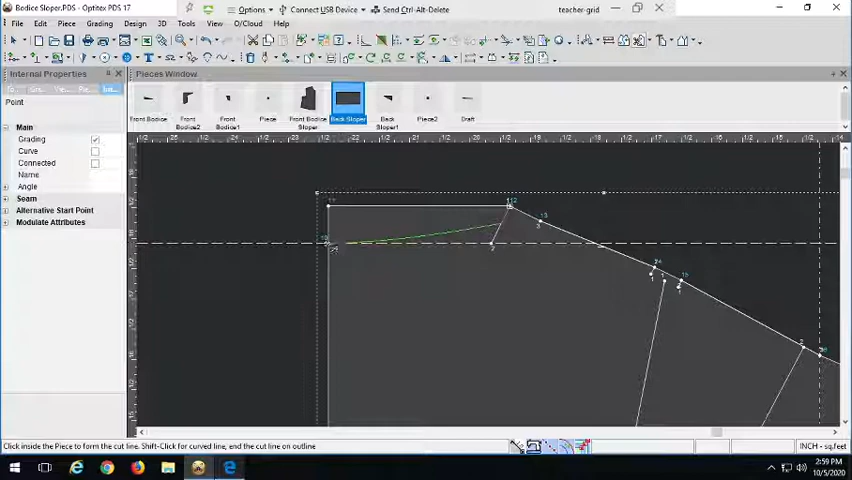 Bodice Sloper.PDS - Optitex PDS 17
Options
Connect USB Device
Send Ctrl-Alt-Delete
teacher-grid
File Edit Piece Grading Design 3D Tools View O/Cloud Help
Internal Properties
Pieces Window
Point
Main
Grading
Curve
Connected
Name
Angle
Seam
Alternative Start Point
Modulate Attributes
Front Bodice
Front Bodice2
Front Bodice1
Piece
Front Bodice Sloper
Back Sloper
Back Sloper1
Piece2
Draft
Click inside the Piece to form the cut line. Shift-Click for curved line, end the cut line on outline
INCH - sq.feet
2:59 PM
10/5/2020